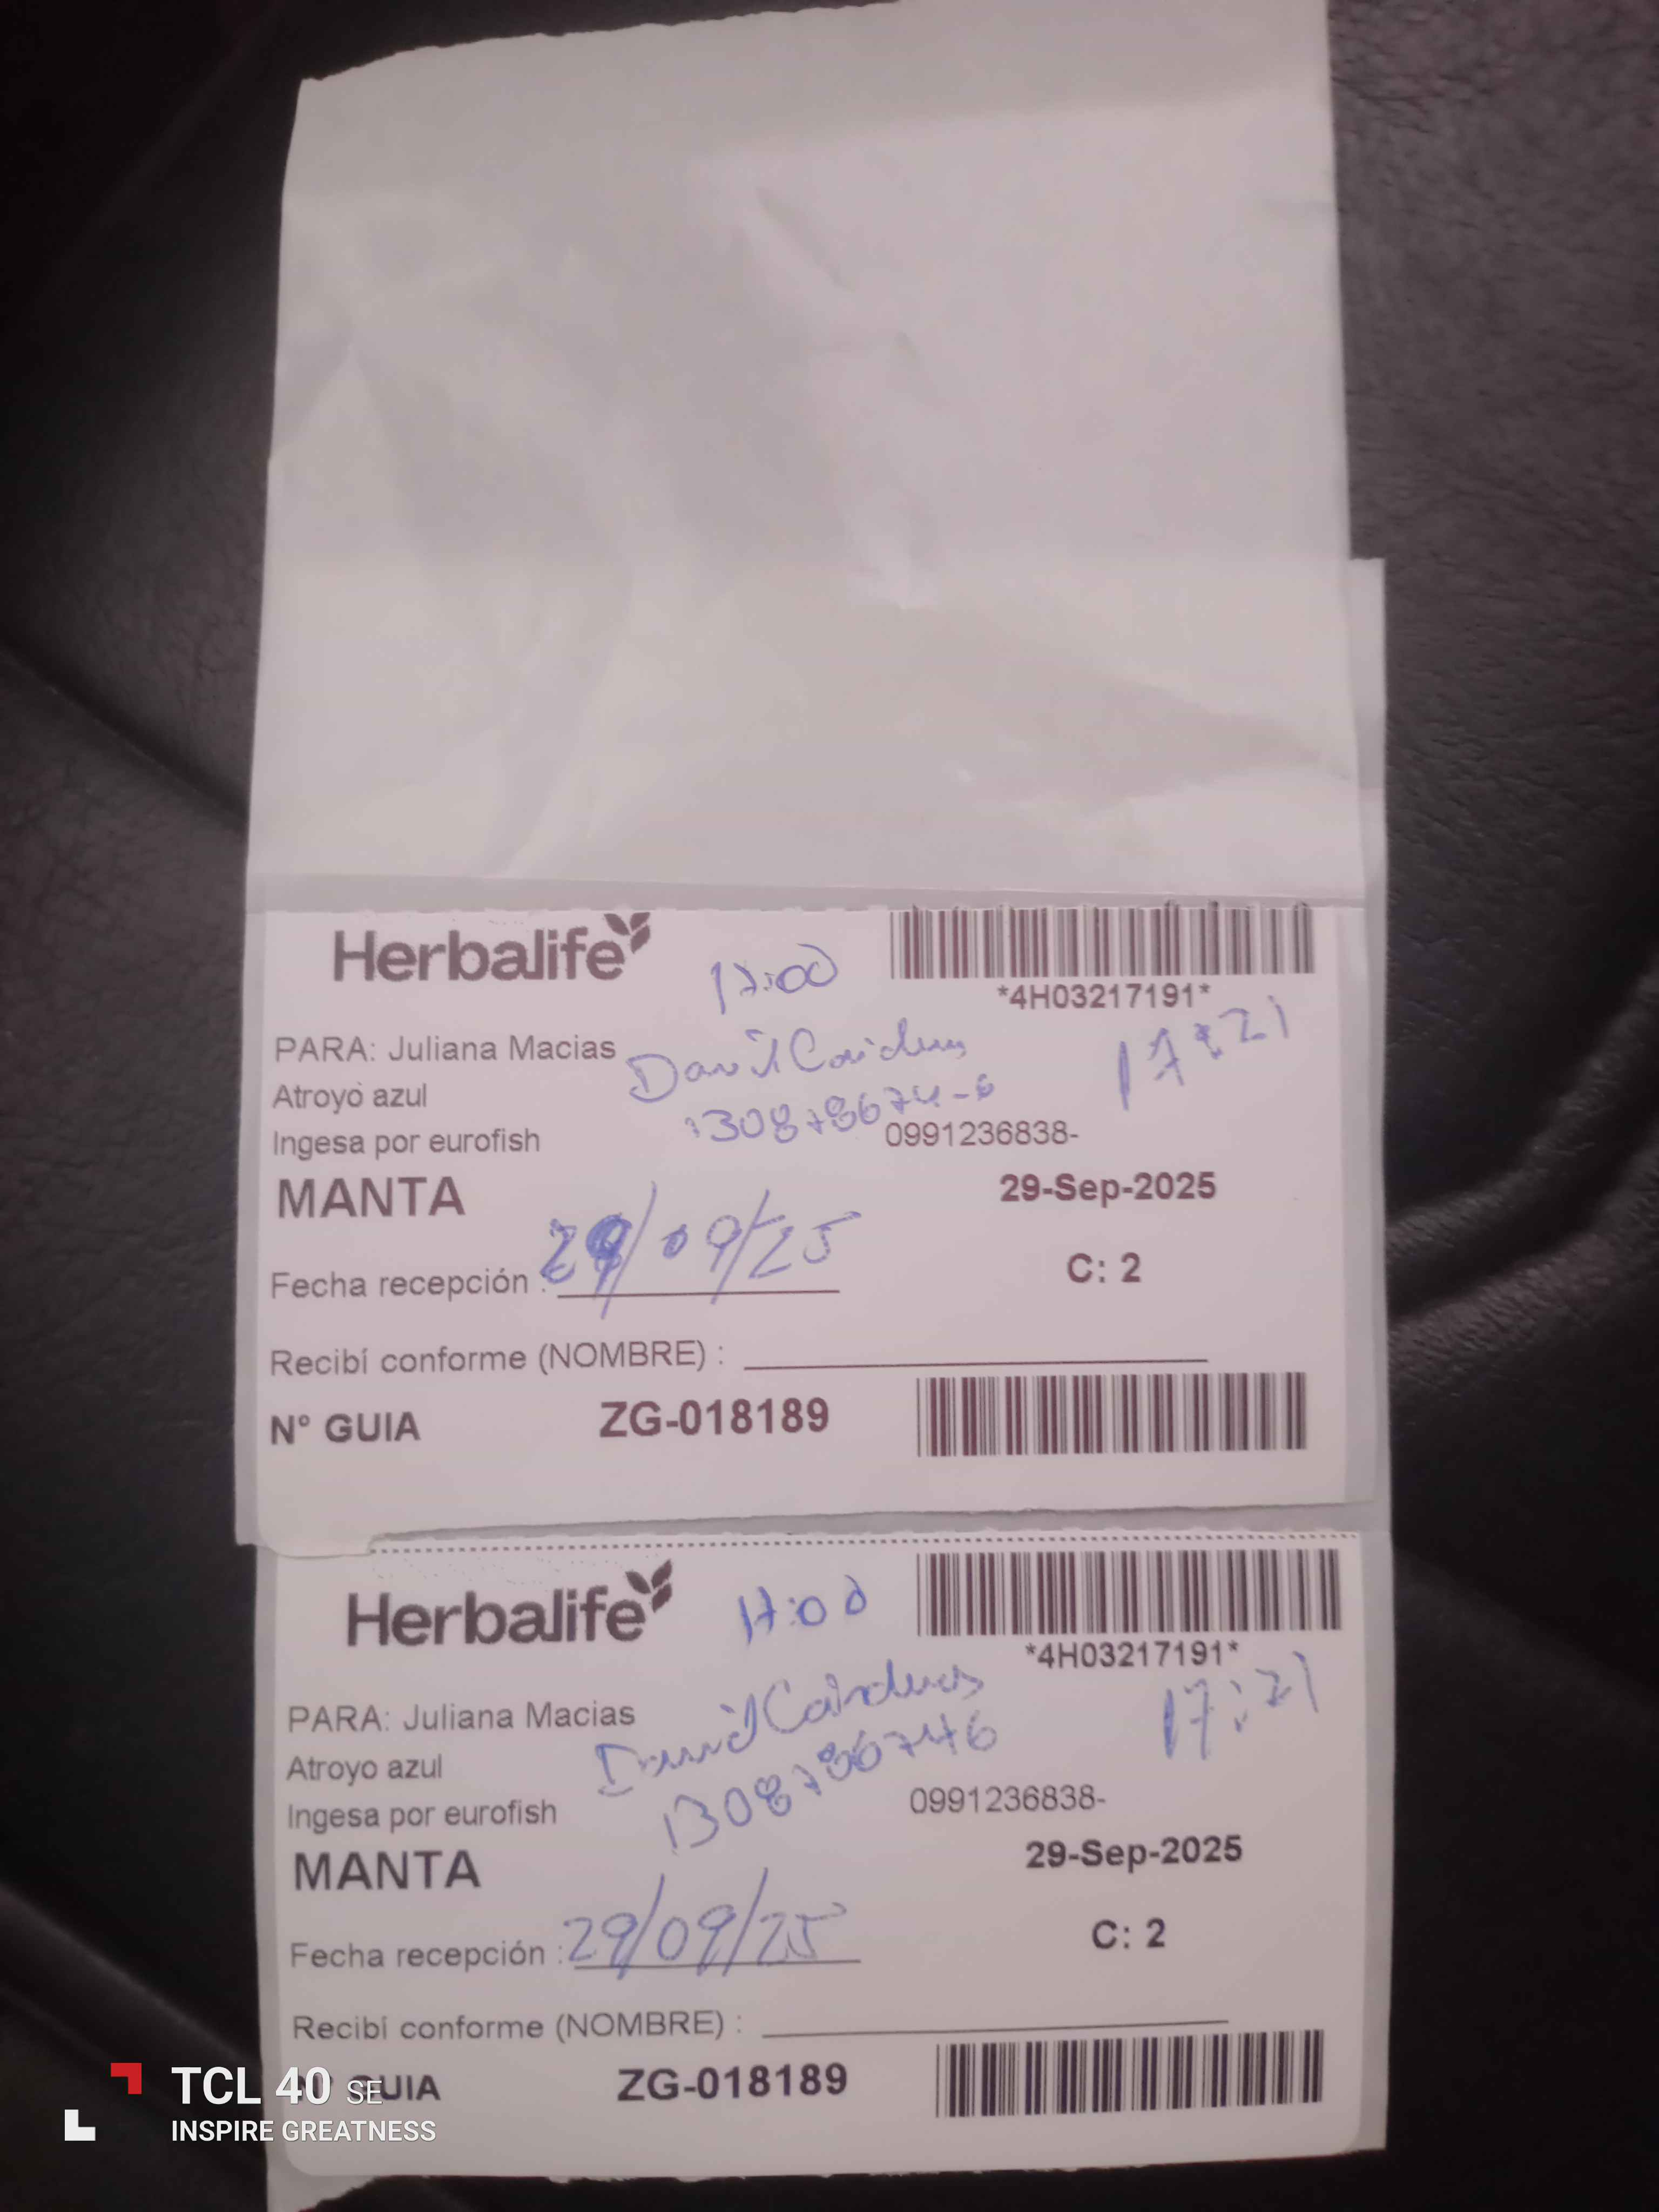 Herbalife
17:00
*4H03217191*
17:21
PARA: Juliana Macias
David
Atroyo azul
130878674-6
Ingesa por eurofish
0991236838-
MANTA
29-Sep-2025
Fecha recepción : 29/09/25
C: 2
Recibí conforme (NOMBRE) :
N° GUIA ZG-018189
Herbalife
17:00
*4H03217191*
17:21
PARA: Juliana Macias
David Cárdenas
Atroyo azul
1308786746
Ingesa por eurofish
0991236838-
MANTA
29-Sep-2025
Fecha recepción : 29/09/25
C: 2
Recibí conforme (NOMBRE) :
GUIA ZG-018189
TCL 40 SE
INSPIRE GREATNESS